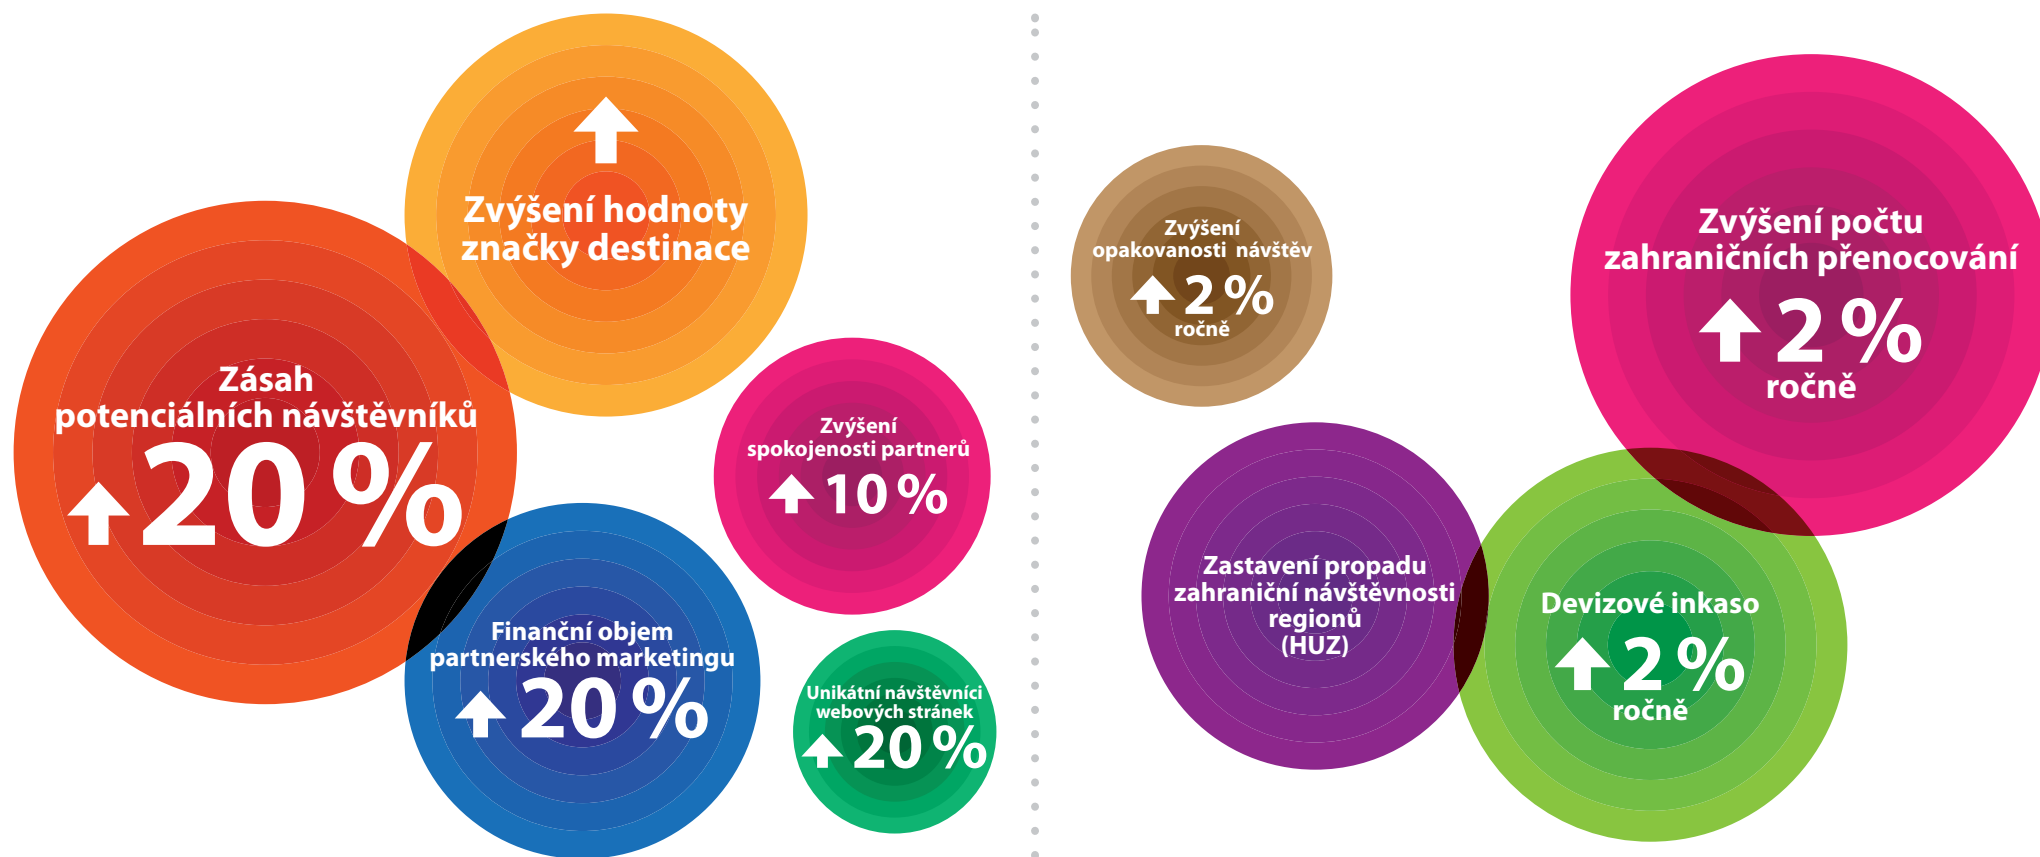 Zvýšení hodnoty
značky destinace
Zásah
potenciálních návštěvníků
20 %
Zvýšení
spokojenosti partnerů
10 %
Finanční objem
partnerského marketingu
20 %
Unikátní návštěvníci
webových stránek
20 %
Zvýšení
opakovanosti návštěv
2 %
ročně
Zvýšení počtu
zahraničních přenocování
2 %
ročně
Zastavení propadu
zahraniční návštěvnosti
regionů
(HUZ)
Devizové inkaso
2 %
ročně